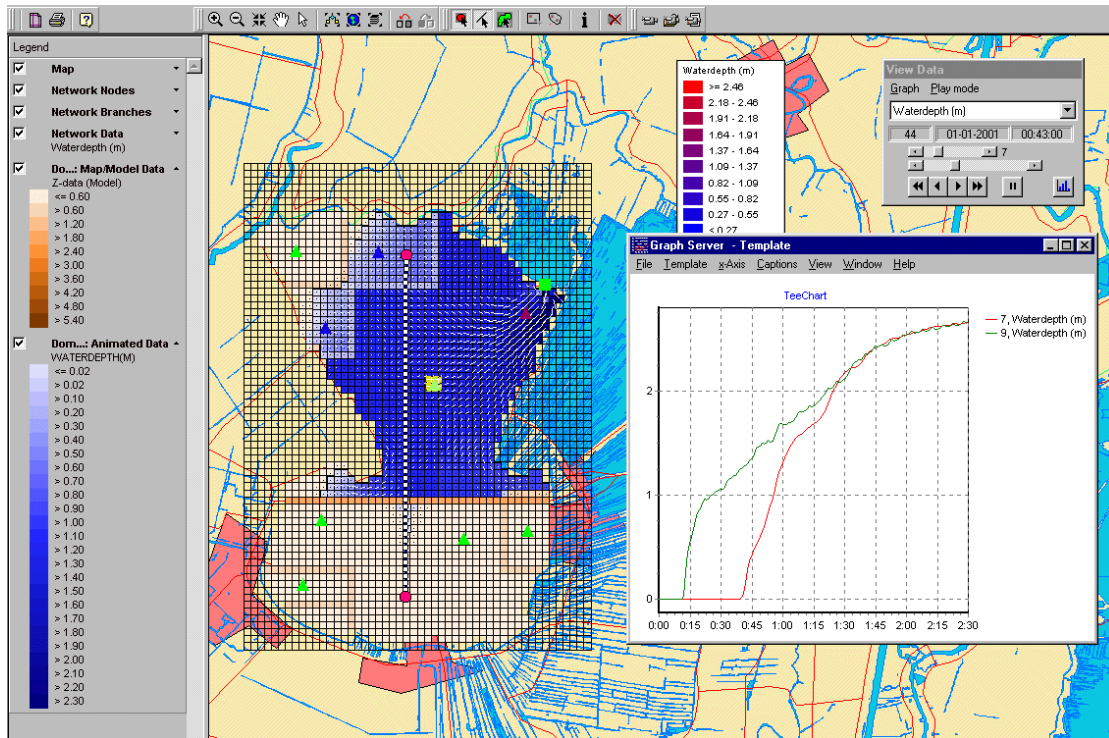 Legend
Map
Network Nodes
Network Branches
Network Data
Waterdepth (m)
Do...: Map/Model Data
Z-data (Model)
<= 0.60
> 0.60
> 1.20
> 1.80
> 2.40
> 3.00
> 3.60
> 4.20
> 4.80
> 5.40
Dom...: Animated Data
WATERDEPTH(M)
<= 0.02
> 0.02
> 0.10
> 0.20
> 0.30
> 0.40
> 0.50
> 0.60
> 0.70
> 0.80
> 0.90
> 1.00
> 1.10
> 1.20
> 1.30
> 1.40
> 1.50
> 1.60
> 1.70
> 1.80
> 1.90
> 2.00
> 2.10
> 2.20
> 2.30
Waterdepth (m)
>= 2.46
2.18 - 2.46
1.91 - 2.18
1.64 - 1.91
1.37 - 1.64
1.09 - 1.37
0.82 - 1.09
0.55 - 0.82
0.27 - 0.55
< 0.27
View Data
Graph Play mode
Waterdepth (m)
44 01-01-2001 00:43:00
7
Graph Server - Template
File Template x-Axis Captions View Window Help
TeeChart
7, Waterdepth (m)
9, Waterdepth (m)
2
1
0
0:00 0:15 0:30 0:45 1:00 1:15 1:30 1:45 2:00 2:15 2:30